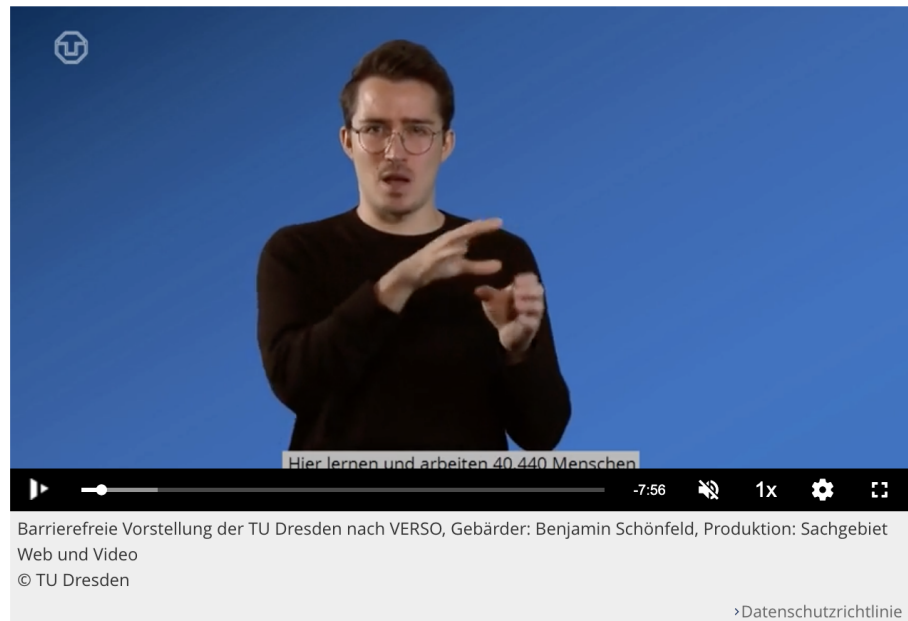 Hier lernen und arbeiten 40.440 Menschen
-7:56
1x
Barrierefreie Vorstellung der TU Dresden nach VERSO, Gebärder: Benjamin Schönfeld, Produktion: Sachgebiet
Web und Video
© TU Dresden
›Datenschutzrichtlinie